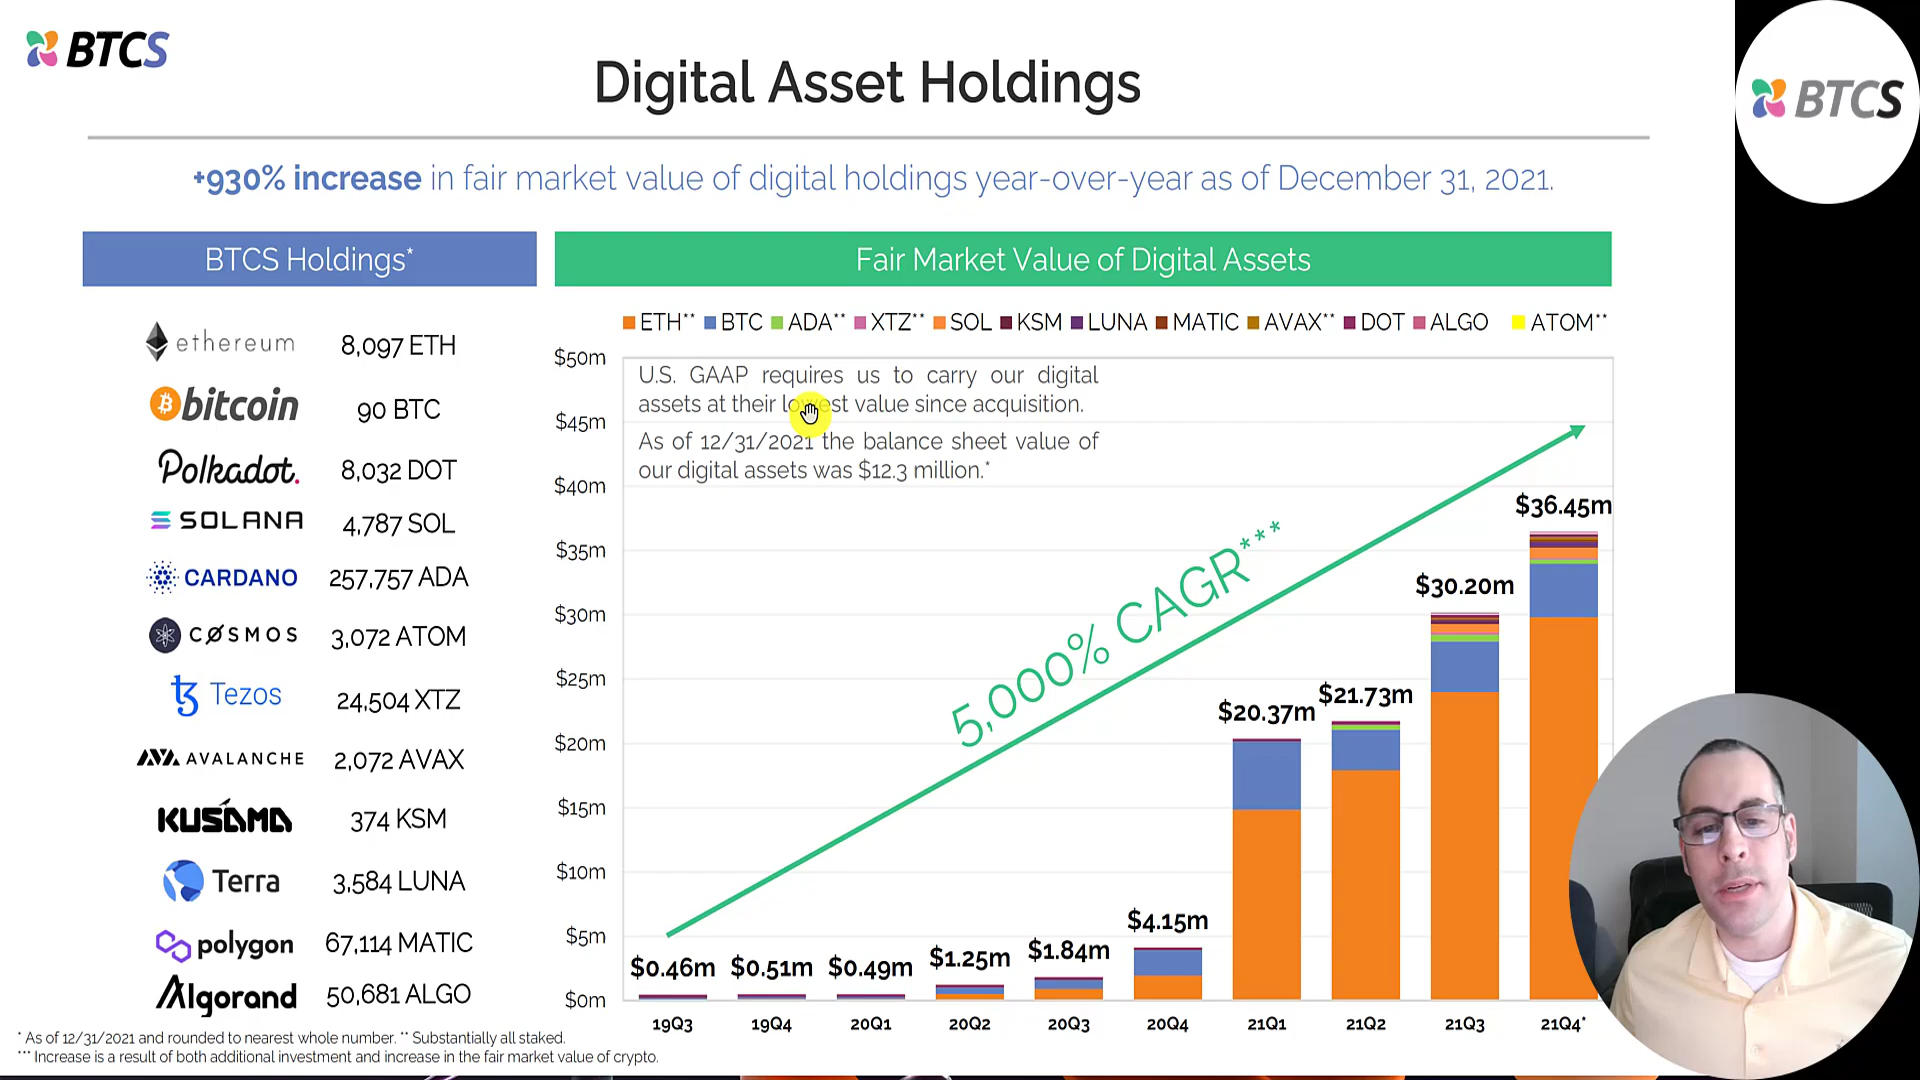 BTCS
Digital Asset Holdings
BTCS
+930% increase in fair market value of digital holdings year-over-year as of December 31, 2021.
BTCS Holdings*
Fair Market Value of Digital Assets
ethereum 8,097 ETH
bitcoin 90 BTC
Polkadot. 8,032 DOT
SOLANA 4,787 SOL
CARDANO 257,757 ADA
COSMOS 3,072 ATOM
Tezos 24,504 XTZ
AVALANCHE 2,072 AVAX
KUSAMA 374 KSM
Terra 3,584 LUNA
polygon 67,114 MATIC
Algorand 50,681 ALGO
ETH** BTC ADA** XTZ** SOL KSM LUNA MATIC AVAX** DOT ALGO ATOM**
$50m
$45m
$40m
$35m
$30m
$25m
$20m
$15m
$10m
$5m
$0m
U.S. GAAP requires us to carry our digital
assets at their lowest value since acquisition.
As of 12/31/2021 the balance sheet value of
our digital assets was $12.3 million.*
5,000% CAGR***
$0.46m $0.51m $0.49m $1.25m $1.84m $4.15m $20.37m $21.73m $30.20m $36.45m
19Q3 19Q4 20Q1 20Q2 20Q3 20Q4 21Q1 21Q2 21Q3 21Q4*
* As of 12/31/2021 and rounded to nearest whole number. ** Substantially all staked.
*** Increase is a result of both additional investment and increase in the fair market value of crypto.